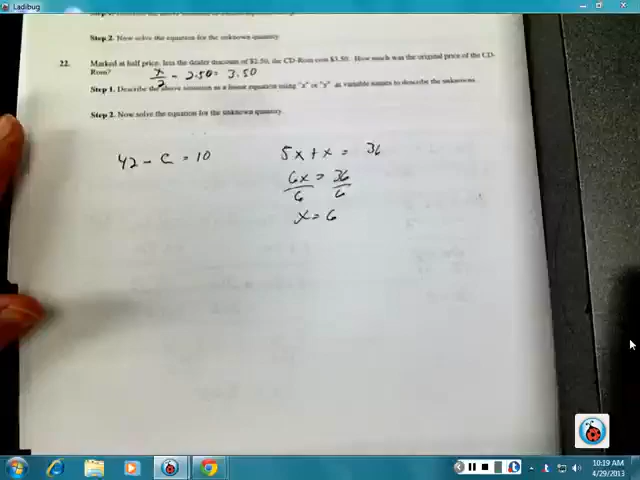 Ladibug
Step 2. Now solve the equation for the unknown quantity.
22. Marked at half price, less the dealer discount of $2.50, the CD-Rom cost $3.50. How much was the original price of the CD-
Rom?
x/2 - 2.50 = 3.50
Step 1. Describe the above situation as a linear equation using "x" or "y" as variable names to describe the unknowns.
Step 2. Now solve the equation for the unknown quantity.
42 - c = 10
5x + x = 36
6x/6 = 36/6
x = 6
10:19 AM
4/29/2013